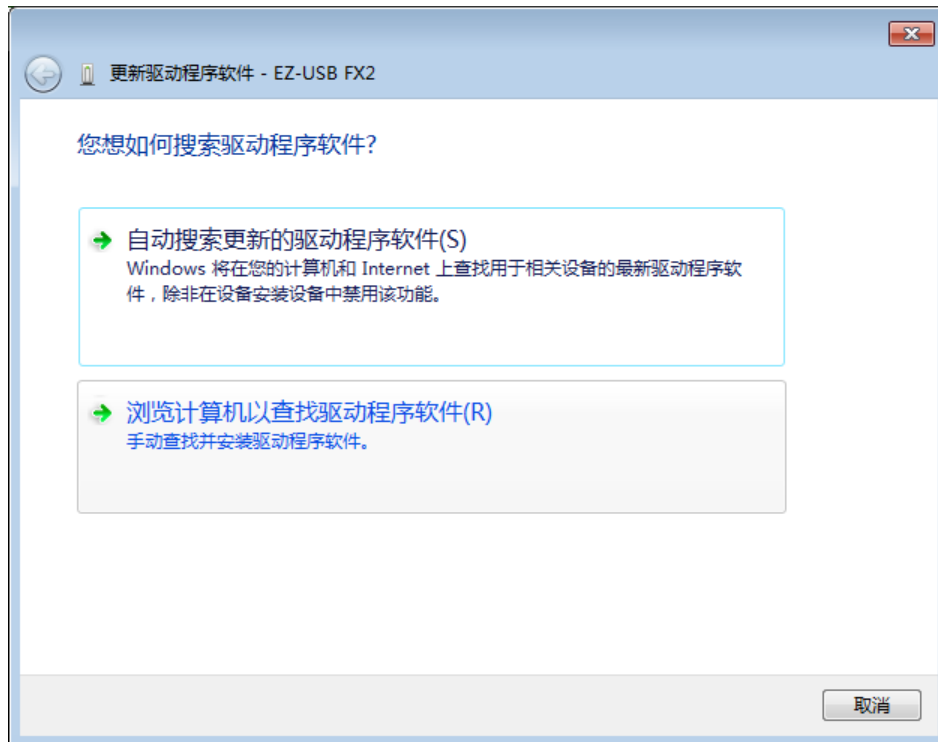 更新驱动程序软件 - EZ-USB FX2
您想如何搜索驱动程序软件?
自动搜索更新的驱动程序软件(S)
Windows 将在您的计算机和 Internet 上查找用于相关设备的最新驱动程序软
件，除非在设备安装设备中禁用该功能。
浏览计算机以查找驱动程序软件(R)
手动查找并安装驱动程序软件。
取消